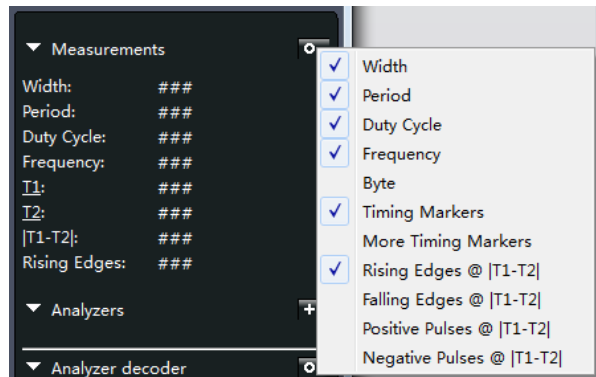 Measurements
Width: ###
Period: ###
Duty Cycle: ###
Frequency: ###
T1: ###
T2: ###
|T1-T2|: ###
Rising Edges: ###
Analyzers
Analyzer decoder
Width
Period
Duty Cycle
Frequency
Byte
Timing Markers
More Timing Markers
Rising Edges @ |T1-T2|
Falling Edges @ |T1-T2|
Positive Pulses @ |T1-T2|
Negative Pulses @ |T1-T2|